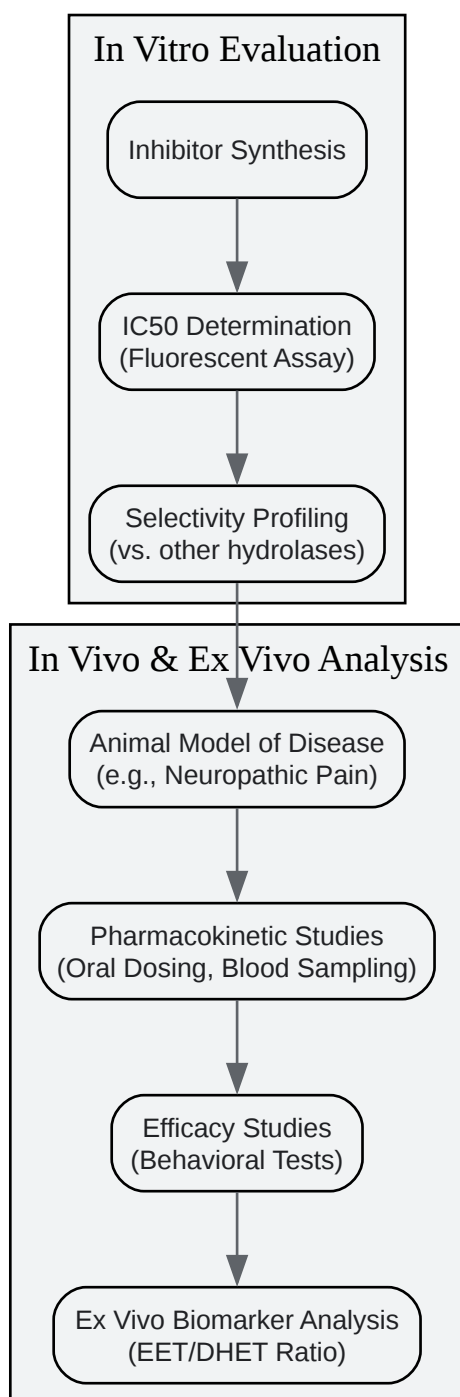 In Vitro Evaluation
Inhibitor Synthesis
IC50 Determination
(Fluorescent Assay)
Selectivity Profiling
(vs. other hydrolases)
In Vivo & Ex Vivo Analysis
Animal Model of Disease
(e.g., Neuropathic Pain)
Pharmacokinetic Studies
(Oral Dosing, Blood Sampling)
Efficacy Studies
(Behavioral Tests)
Ex Vivo Biomarker Analysis
(EET/DHET Ratio)